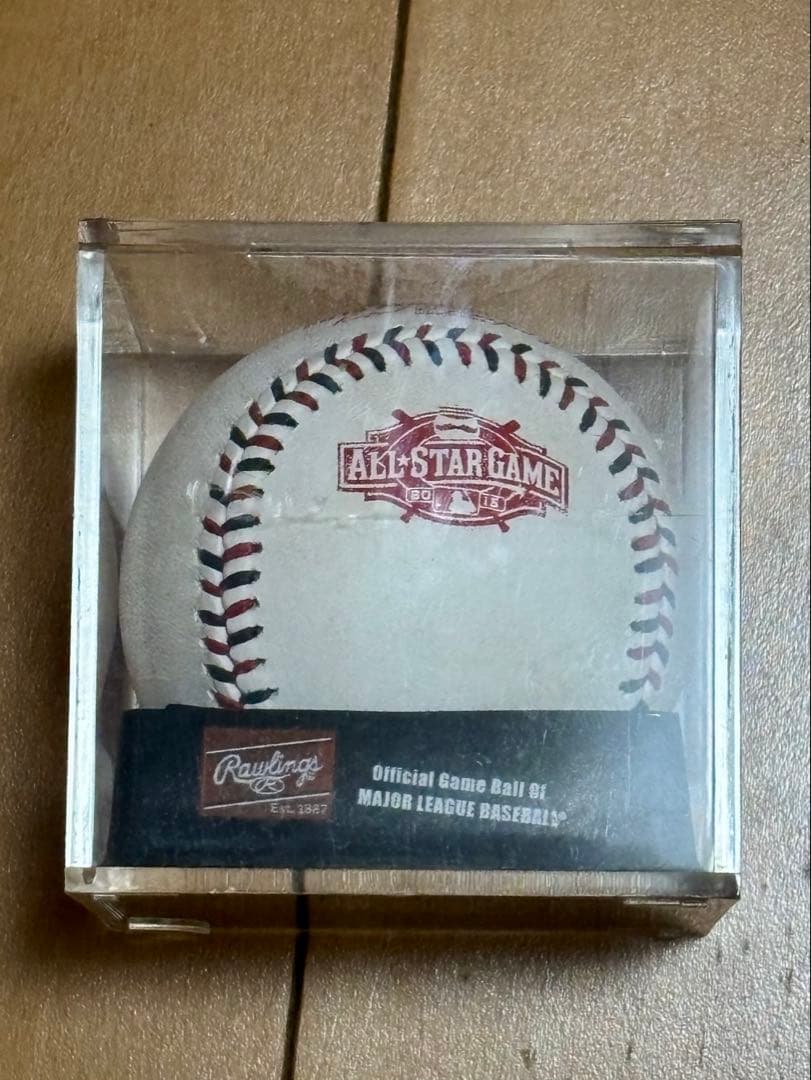 ALL★STAR GAME
20 15
Rawlings
Est. 1887
Official Game Ball Of
MAJOR LEAGUE BASEBALL®